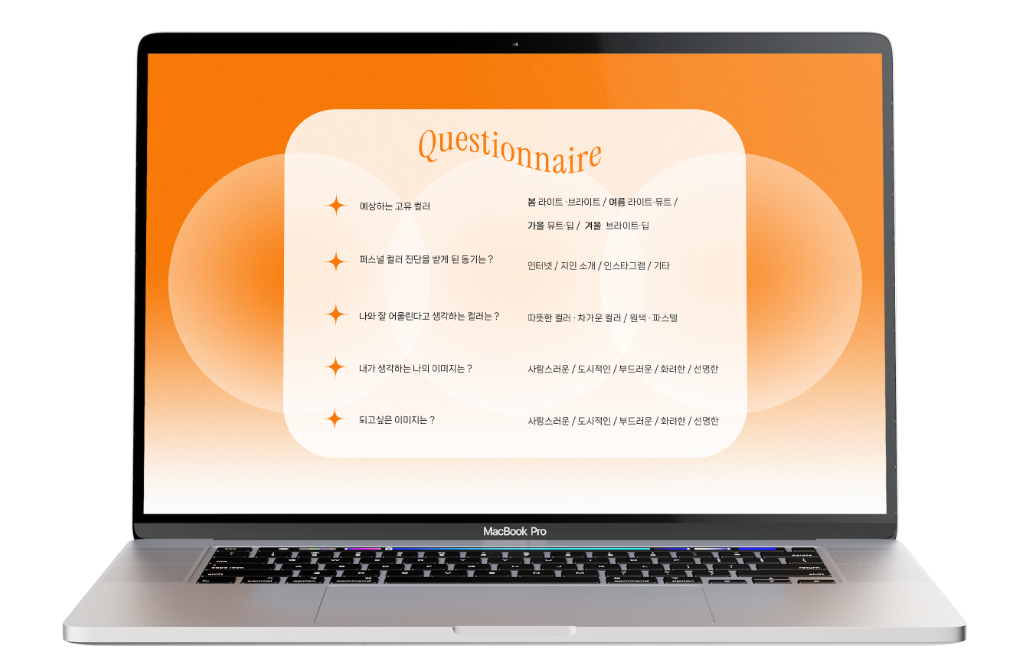 Questionnaire
예상하는 고유 컬러
봄 라이트 ·브라이트 / 여름 라이트·뮤트 /
가을 뮤트·딥 / 겨울 브라이트·딥
퍼스널 컬러 진단을 받게 된 동기는 ?
인터넷 / 지인 소개 / 인스타그램 / 기타
나와 잘 어울린다고 생각하는 컬러는 ?
따뜻한 컬러 · 차가운 컬러 / 원색 · 파스텔
내가 생각하는 나의 이미지는 ?
사랑스러운 / 도시적인 / 부드러운 / 화려한 / 선명한
되고싶은 이미지는 ?
사랑스러운 / 도시적인 / 부드러운 / 화려한 / 선명한
MacBook Pro